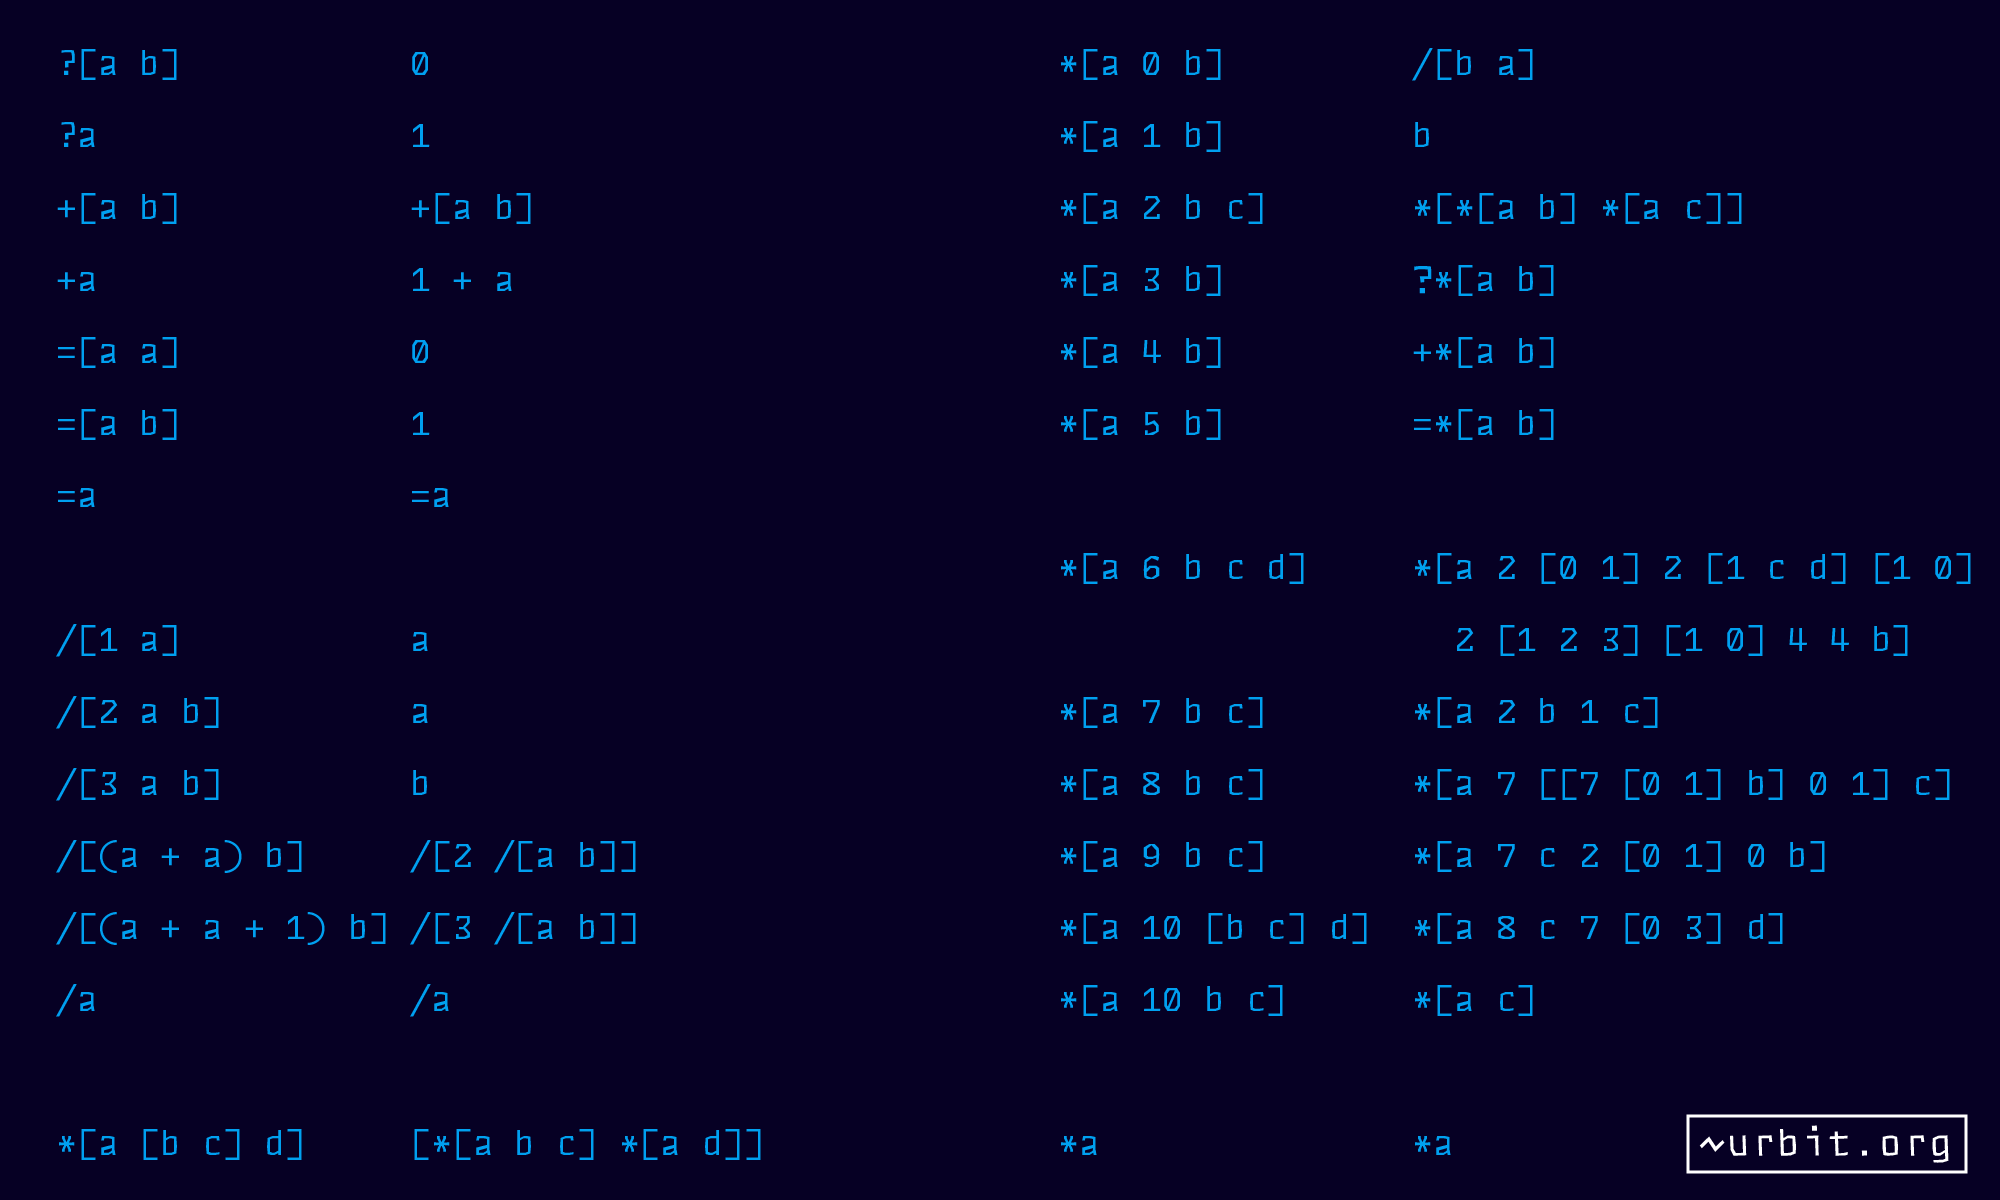 ?[a b] 0
?a 1
+[a b] +[a b]
+a 1 + a
=[a a] 0
=[a b] 1
=a =a
/[1 a] a
/[2 a b] a
/[3 a b] b
/[(a + a) b] /[2 /[a b]]
/[(a + a + 1) b] /[3 /[a b]]
/a /a
*[a [b c] d] [*[a b c] *[a d]]
*[a 0 b] /[b a]
*[a 1 b] b
*[a 2 b c] *[*[a b] *[a c]]
*[a 3 b] ?*[a b]
*[a 4 b] +*[a b]
*[a 5 b] =*[a b]
*[a 6 b c d] *[a 2 [0 1] 2 [1 c d] [1 0]
2 [1 2 3] [1 0] 4 4 b]
*[a 7 b c] *[a 2 b 1 c]
*[a 8 b c] *[a 7 [[7 [0 1] b] 0 1] c]
*[a 9 b c] *[a 7 c 2 [0 1] 0 b]
*[a 10 [b c] d] *[a 8 c 7 [0 3] d]
*[a 10 b c] *[a c]
*a *a
~urbit.org